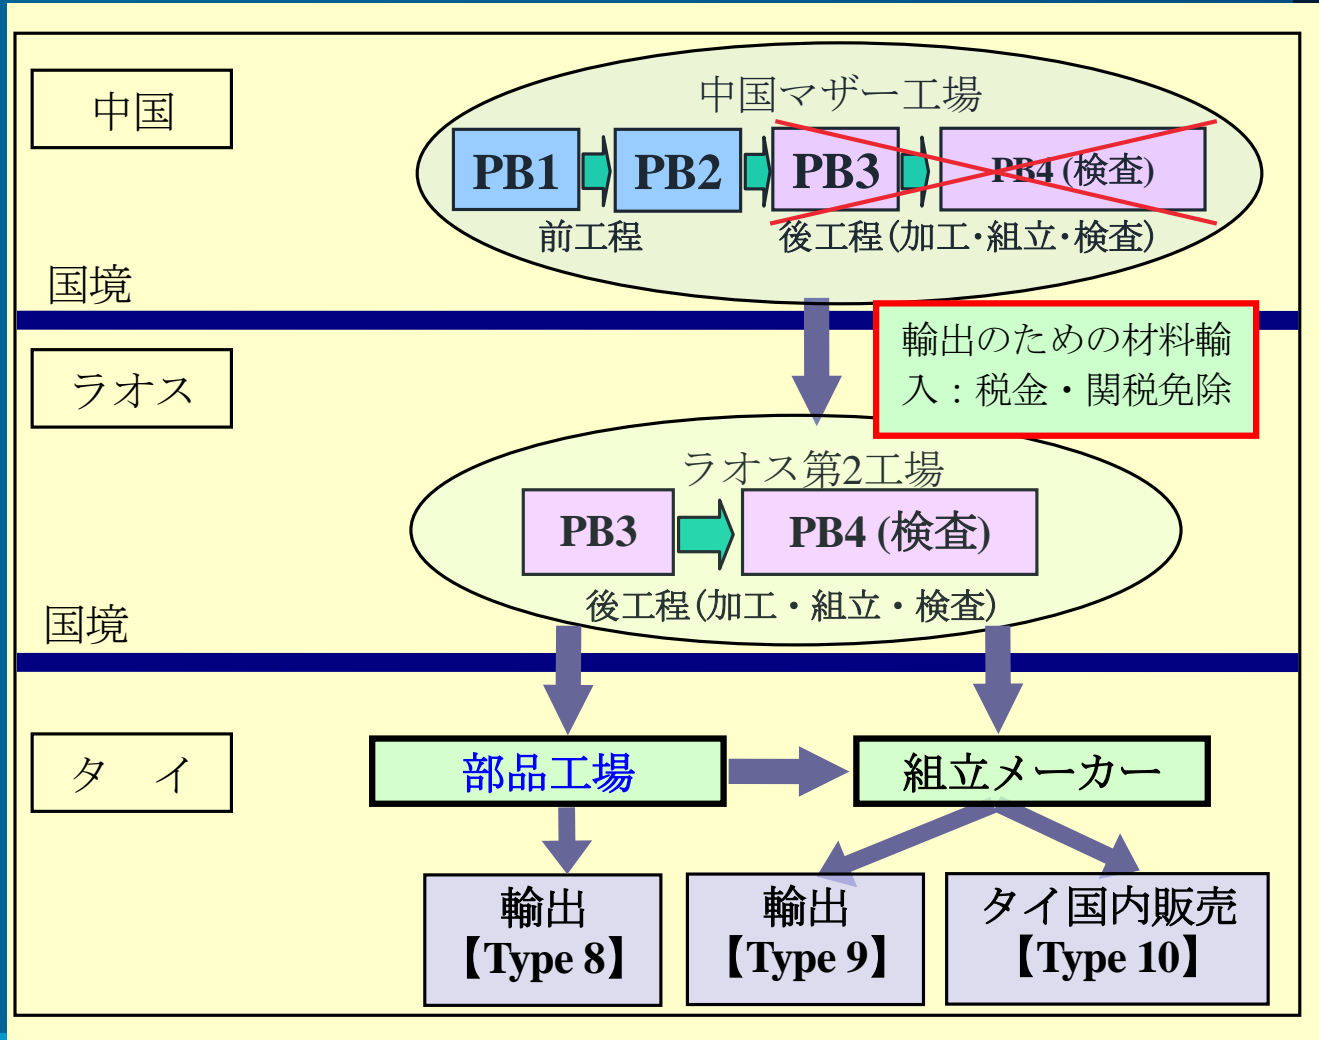 中国
中国マザー工場
PB1
PB2
PB3
PB4 (検査)
前工程
後工程(加工・組立・検査)
国境
輸出のための材料輸
入：税金・関税免除
ラオス
ラオス第2工場
PB3
PB4 (検査)
後工程(加工・組立・検査)
国境
タ　イ
部品工場
組立メーカー
輸出
【Type 8】
輸出
【Type 9】
タイ国内販売
【Type 10】